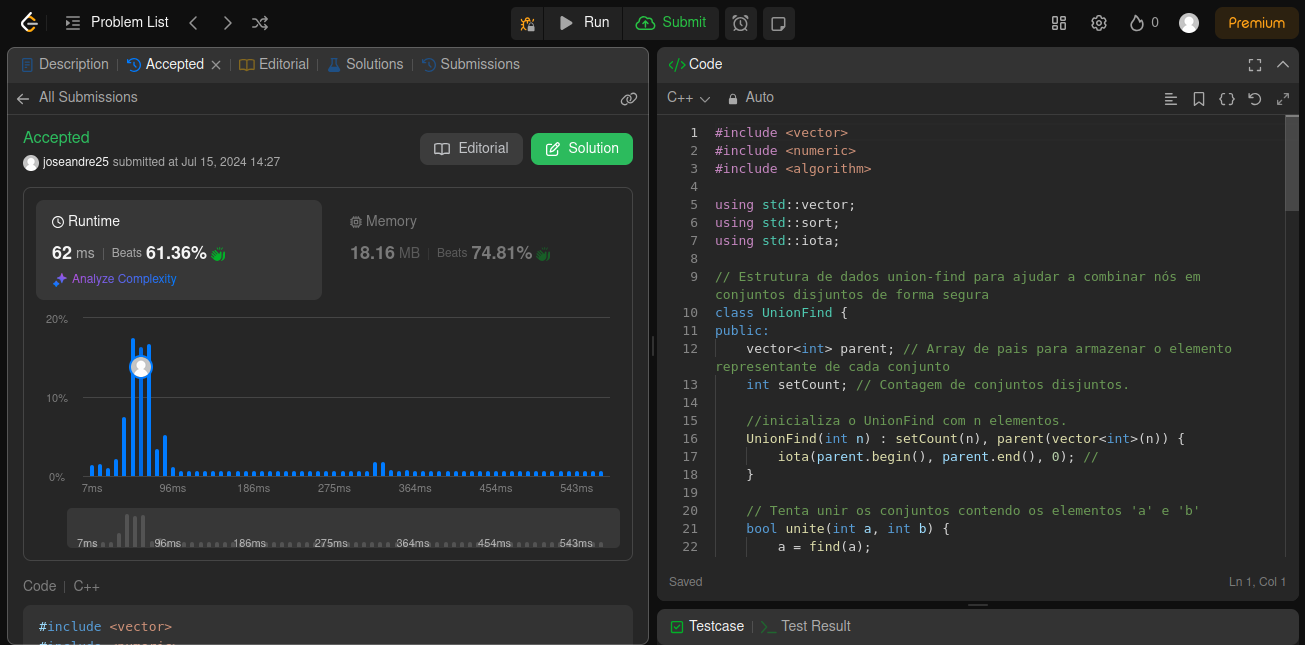 Problem List
Run
Submit
0
Premium
Description
Accepted
Editorial
Solutions
Submissions
All Submissions
Accepted
joseandre25 submitted at Jul 15, 2024 14:27
Editorial
Solution
Runtime
62 ms | Beats 61.36%
Analyze Complexity
Memory
18.16 MB | Beats 74.81%
20%
10%
0%
7ms 96ms 186ms 275ms 364ms 454ms 543ms
7ms 96ms 186ms 275ms 364ms 454ms 543ms
Code | C++
#include <vector>
#include <numeric>
</> Code
C++
Auto
1 #include <vector>
2 #include <numeric>
3 #include <algorithm>
4
5 using std::vector;
6 using std::sort;
7 using std::iota;
8
9 // Estrutura de dados union-find para ajudar a combinar nós em
conjuntos disjuntos de forma segura
10 class UnionFind {
11 public:
12 vector<int> parent; // Array de pais para armazenar o elemento
representante de cada conjunto
13 int setCount; // Contagem de conjuntos disjuntos.
14
15 //inicializa o UnionFind com n elementos.
16 UnionFind(int n) : setCount(n), parent(vector<int>(n)) {
17 iota(parent.begin(), parent.end(), 0); //
18 }
19
20 // Tenta unir os conjuntos contendo os elementos 'a' e 'b'
21 bool unite(int a, int b) {
22 a = find(a);
Saved
Ln 1, Col 1
Testcase
Test Result